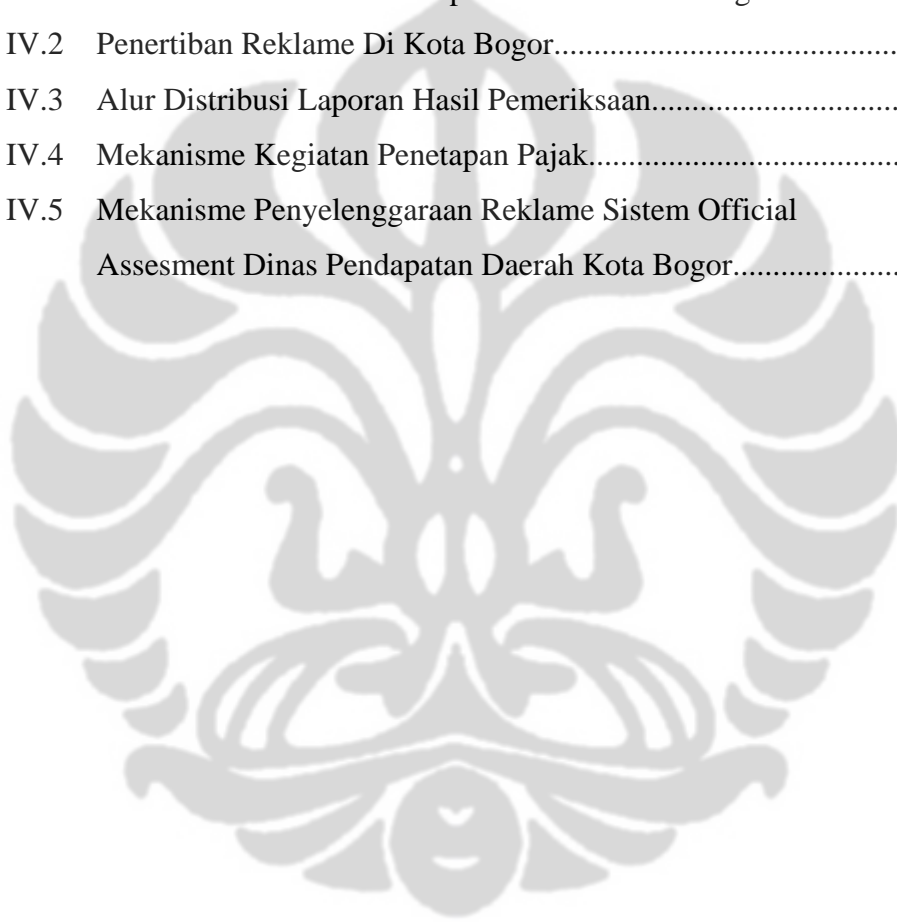 IV.2 Penertiban Reklame Di Kota Bogor...........................................
IV.3 Alur Distribusi Laporan Hasil Pemeriksaan...............................
IV.4 Mekanisme Kegiatan Penetapan Pajak.......................................
IV.5 Mekanisme Penyelenggaraan Reklame Sistem Official
Assesment Dinas Pendapatan Daerah Kota Bogor.....................